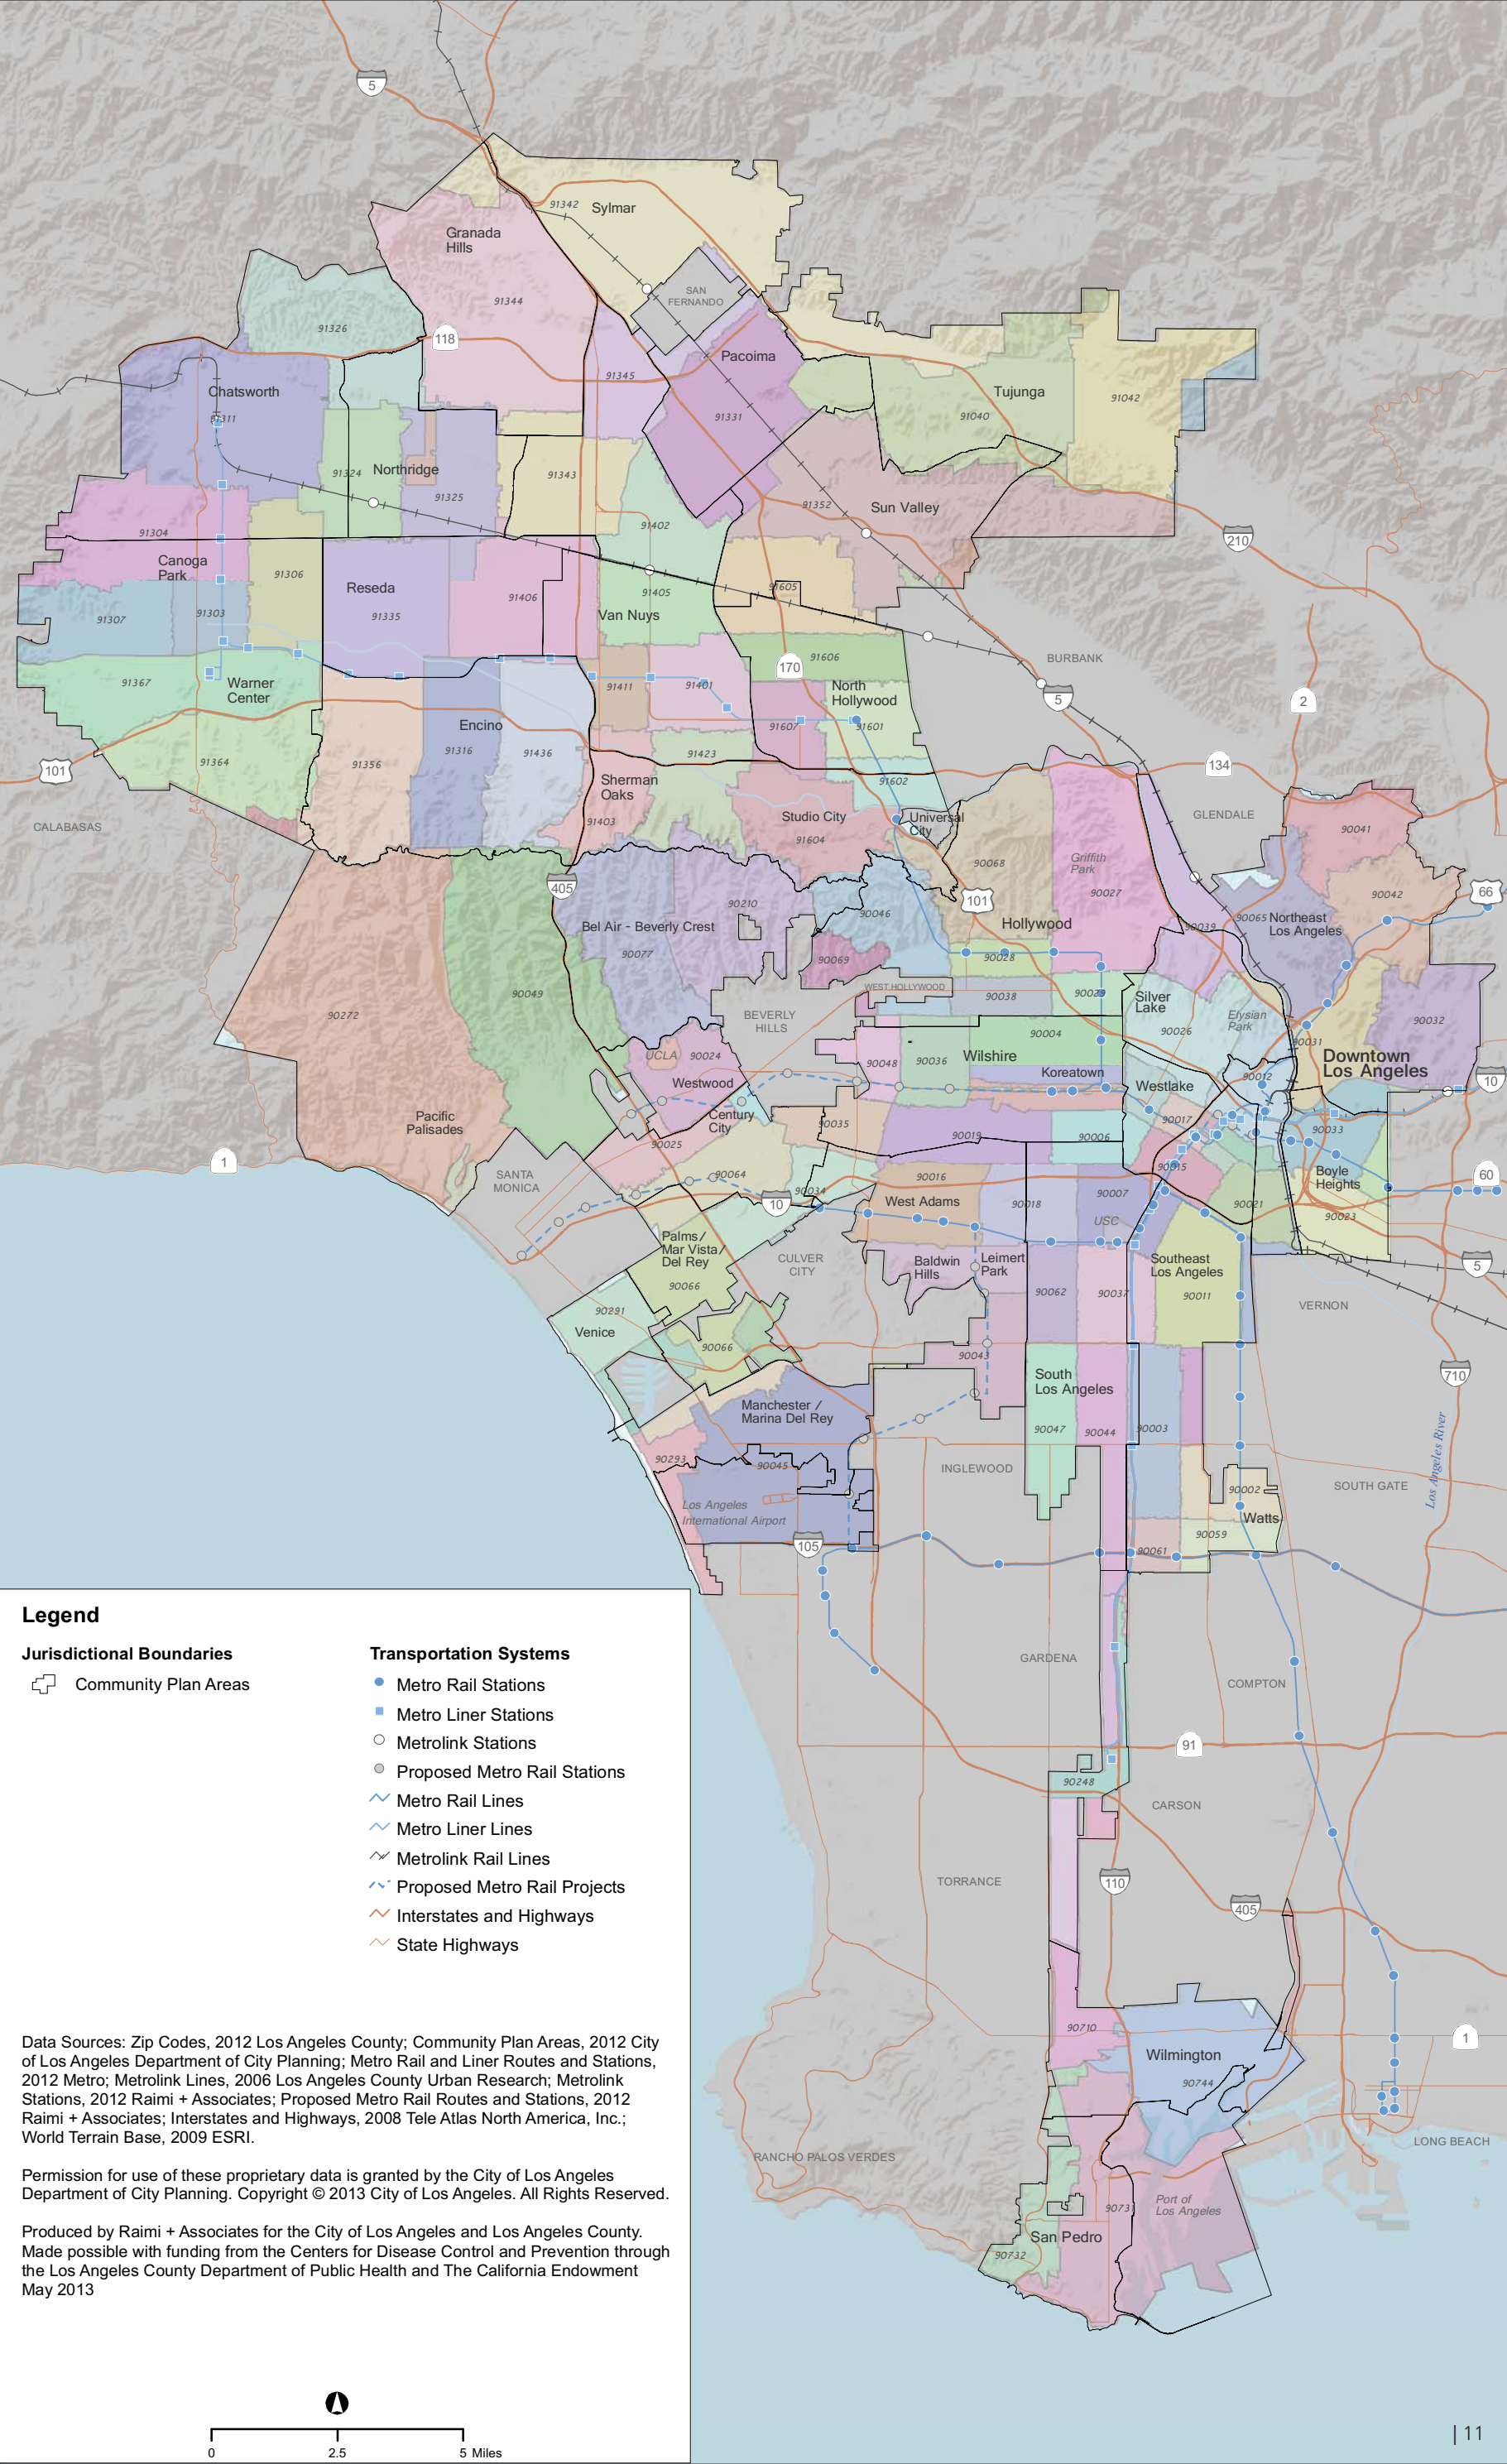 5
91342
Sylmar
Granada
Hills
91344
SAN
FERNANDO
91326
118
Pacoima
91345
91331
Chatsworth
91311
Tujunga
91040
91042
91324
Northridge
91325
91343
91402
91352
Sun Valley
210
91304
Canoga
Park
91306
Reseda
91335
91406
91405
Van Nuys
91605
91307
91303
91606
170
BURBANK
5
2
91367
Warner
Center
91411
91401
North
Hollywood
91607
91601
Encino
91316
91436
91423
91356
91364
101
Sherman
Oaks
91403
91602
134
Studio City
91604
Universal
City
GLENDALE
CALABASAS
90041
90068
Griffith
Park
90027
405
90042
66
101
90210
90046
Bel Air - Beverly Crest
90077
Hollywood
90039
90065
Northeast
Los Angeles
90069
90028
WEST HOLLYWOOD
90038
90029
Silver
Lake
90049
90272
BEVERLY
HILLS
90026
Elysian
Park
90032
90004
90031
UCLA
90024
90048
90036
Wilshire
Downtown
Los Angeles
Koreatown
90012
10
Westwood
Westlake
Century
City
90035
90017
Pacific
Palisades
90025
90019
90006
90033
1
90015
SANTA
MONICA
90064
90034
90016
Boyle
Heights
60
10
West Adams
90018
90007
90021
USC
90023
Palms/
Mar Vista/
Del Rey
CULVER
CITY
Baldwin
Hills
Leimert
Park
Southeast
Los Angeles
5
90066
90062
90037
90011
VERNON
90291
Venice
90066
90043
710
South
Los Angeles
Manchester /
Marina Del Rey
90047
90044
90003
90293
90045
INGLEWOOD
SOUTH GATE
Los Angeles River
90002
Los Angeles
International Airport
Watts
90059
105
90061
GARDENA
COMPTON
91
90248
CARSON
TORRANCE
110
405
90710
1
Wilmington
90744
LONG BEACH
RANCHO PALOS VERDES
90731
Port of
Los Angeles
San Pedro
90732
Legend
Jurisdictional Boundaries
Community Plan Areas
Transportation Systems
Metro Rail Stations
Metro Liner Stations
Metrolink Stations
Proposed Metro Rail Stations
Metro Rail Lines
Metro Liner Lines
Metrolink Rail Lines
Proposed Metro Rail Projects
Interstates and Highways
State Highways
Data Sources: Zip Codes, 2012 Los Angeles County; Community Plan Areas, 2012 City
of Los Angeles Department of City Planning; Metro Rail and Liner Routes and Stations,
2012 Metro; Metrolink Lines, 2006 Los Angeles County Urban Research; Metrolink
Stations, 2012 Raimi + Associates; Proposed Metro Rail Routes and Stations, 2012
Raimi + Associates; Interstates and Highways, 2008 Tele Atlas North America, Inc.;
World Terrain Base, 2009 ESRI.
Permission for use of these proprietary data is granted by the City of Los Angeles
Department of City Planning. Copyright © 2013 City of Los Angeles. All Rights Reserved.
Produced by Raimi + Associates for the City of Los Angeles and Los Angeles County.
Made possible with funding from the Centers for Disease Control and Prevention through
the Los Angeles County Department of Public Health and The California Endowment
May 2013
0
2.5
5 Miles
| 11